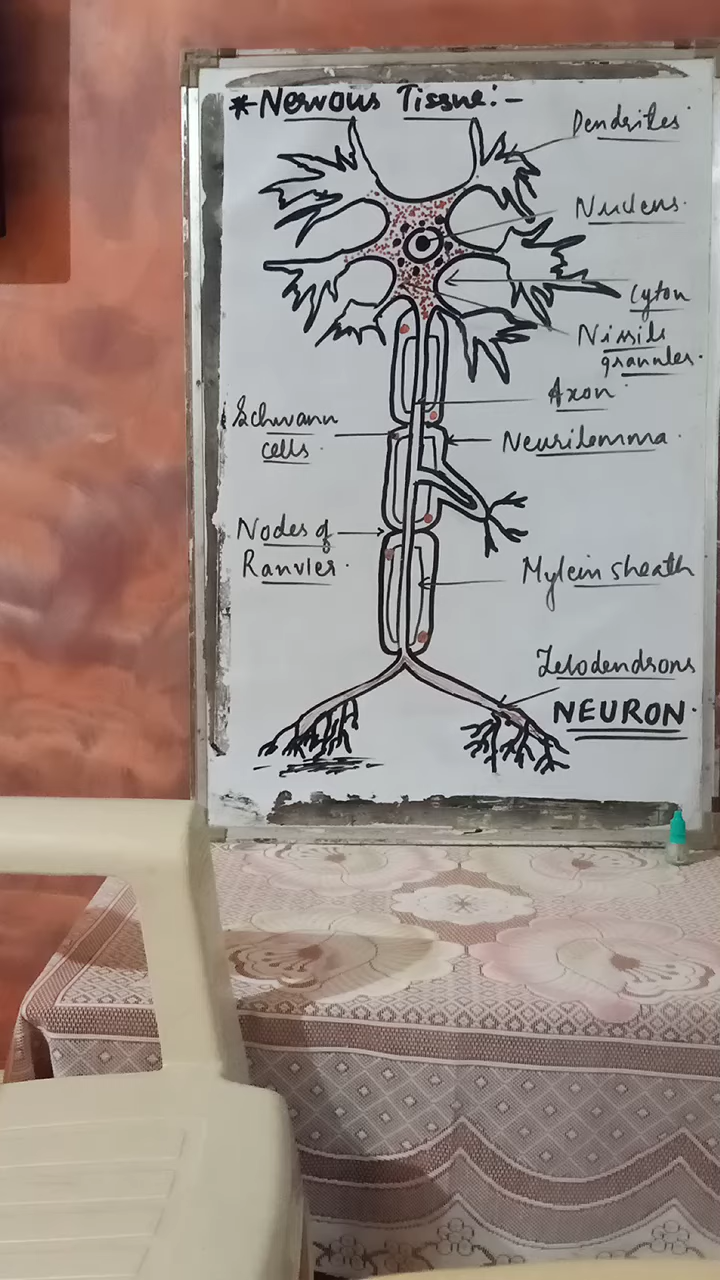 *Nervous Tissue:-
Dendrites
Nucleus.
Cyton
Nissils
granules.
Axon
Schwann
cells.
Neurilemma.
Nodes of
Ranvier.
Mylein sheath
Telodendrons
NEURON.